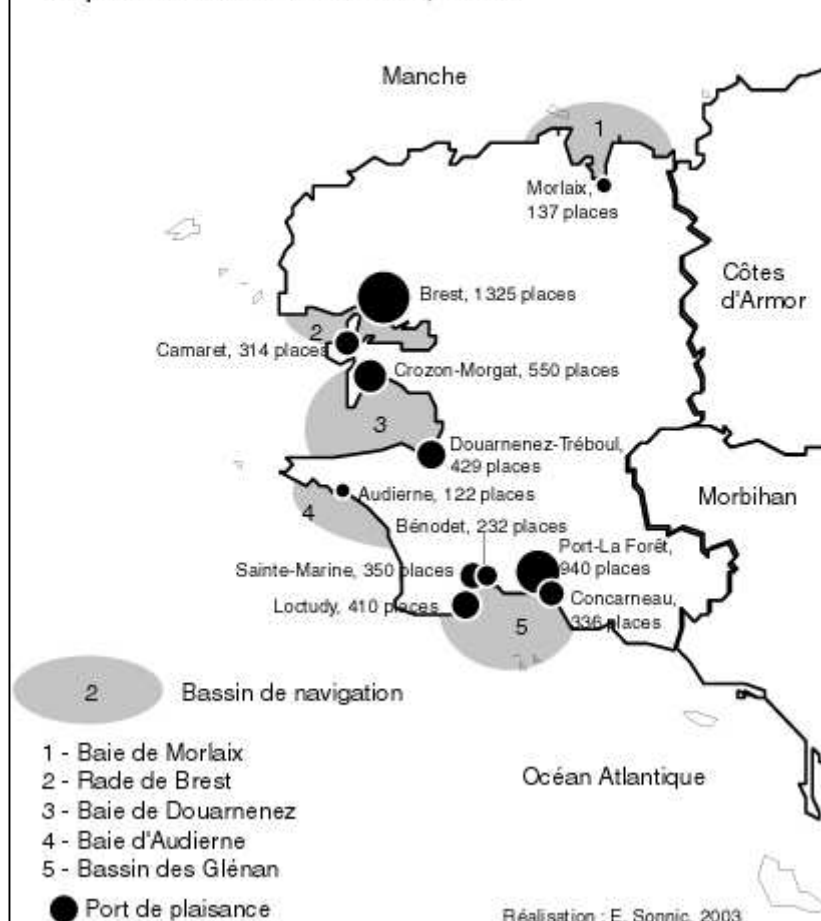 Manche
1
Morlaix,
137 places
Côtes
d'Armor
Brest, 1325 places
2
Camaret, 314 places
Crozon-Morgat, 550 places
3
Douarnenez-Tréboul,
429 places
Morbihan
Audierne, 122 places
4
Bénodet, 232 places
Port-La Forêt,
940 places
Sainte-Marine, 350 places
Concarneau,
336 places
Loctudy, 410 places
5
2 Bassin de navigation
1 - Baie de Morlaix
2 - Rade de Brest
3 - Baie de Douarnenez
4 - Baie d'Audierne
5 - Bassin des Glénan
Océan Atlantique
Port de plaisance
Réalisation : E. Sonnic, 2003